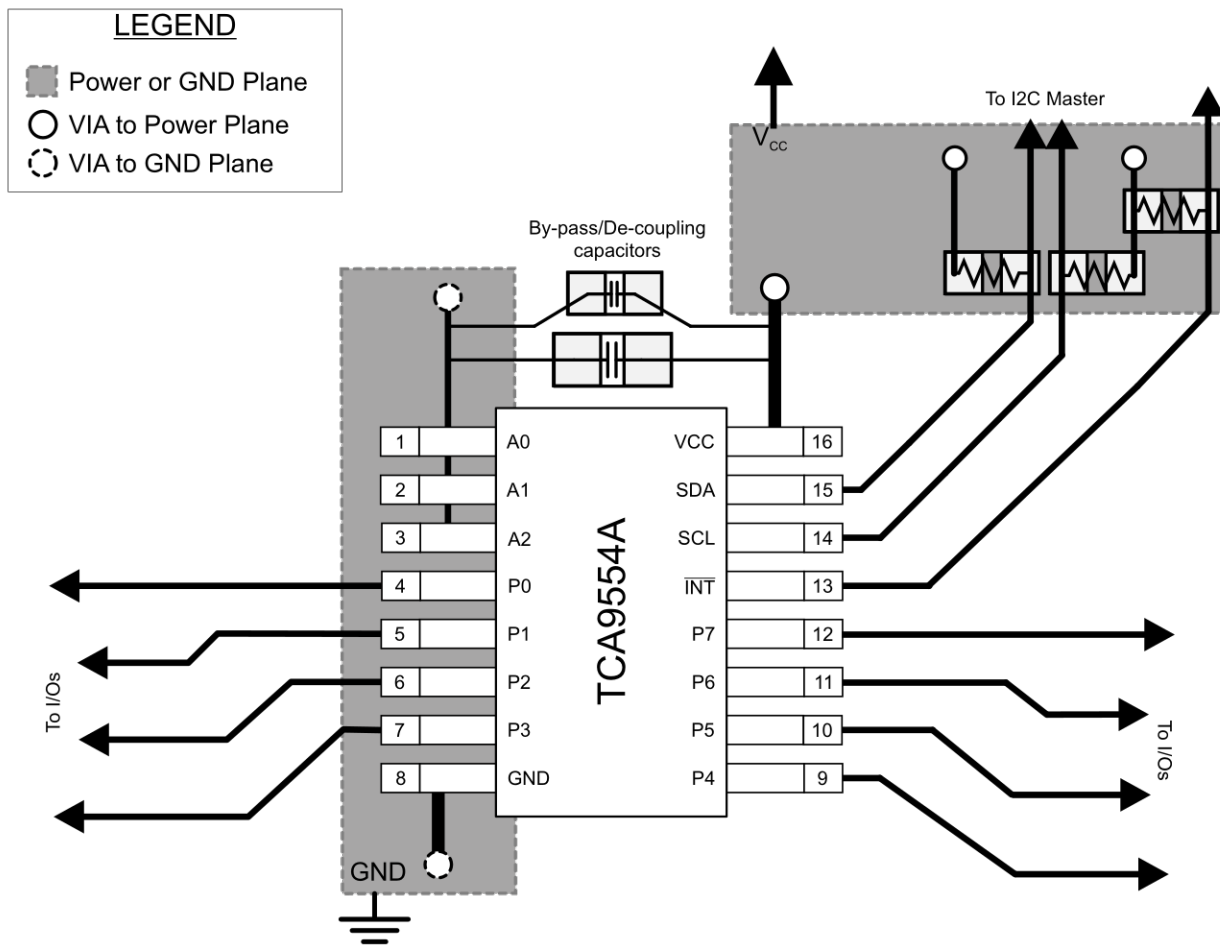 LEGEND
Power or GND Plane
VIA to Power Plane
VIA to GND Plane
To I2C Master
VCC
By-pass/De-coupling
capacitors
1 A0 VCC 16
2 A1 SDA 15
3 A2 SCL 14
4 P0 INT 13
5 P1 P7 12
6 P2 P6 11
7 P3 P5 10
8 GND P4 9
TCA9554A
To I/Os
To I/Os
GND